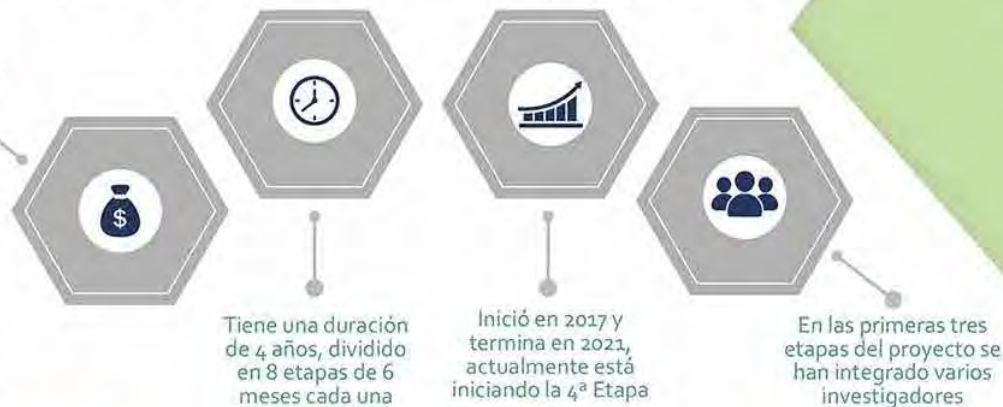 $
Tiene una duración
de 4 años, dividido
en 8 etapas de 6
meses cada una
Inició en 2017 y
termina en 2021,
actualmente está
iniciando la 4ª Etapa
En las primeras tres
etapas del proyecto se
han integrado varios
investigadores